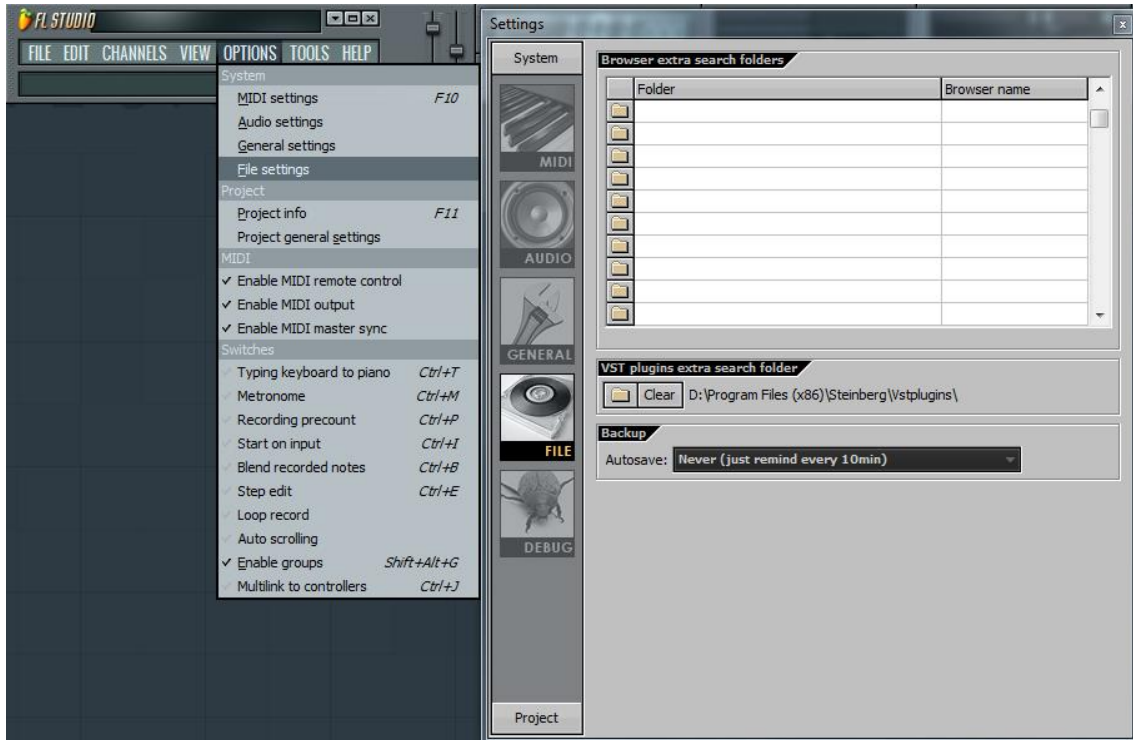 FL STUDIO
FILE EDIT CHANNELS VIEW OPTIONS TOOLS HELP
System
MIDI settings F10
Audio settings
General settings
File settings
Project
Project info F11
Project general settings
MIDI
Enable MIDI remote control
Enable MIDI output
Enable MIDI master sync
Switches
Typing keyboard to piano Ctrl+T
Metronome Ctrl+M
Recording precount Ctrl+P
Start on input Ctrl+I
Blend recorded notes Ctrl+B
Step edit Ctrl+E
Loop record
Auto scrolling
Enable groups Shift+Alt+G
Multilink to controllers Ctrl+J
Settings
System
MIDI
AUDIO
GENERAL
FILE
DEBUG
Project
Browser extra search folders
Folder Browser name
VST plugins extra search folder
Clear D:\Program Files (x86)\Steinberg\Vstplugins\
Backup
Autosave: Never (just remind every 10min)